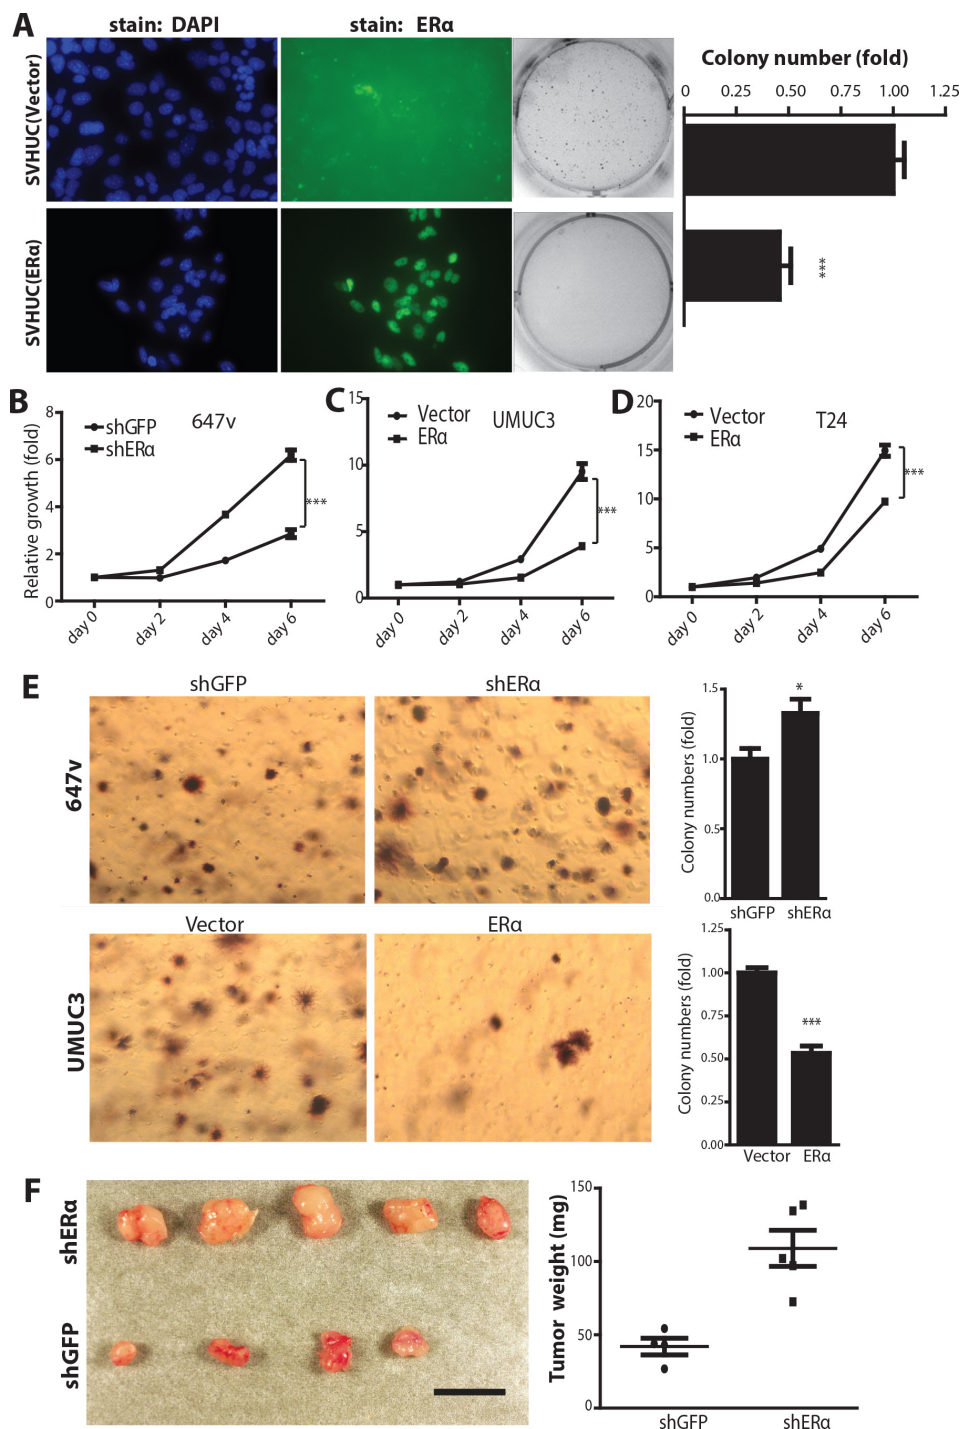 A
stain: DAPI
stain: ERα
SVHUC(Vector)
SVHUC(ERα)
Colony number (fold)
0 0.25 0.50 0.75 1.00 1.25
***
B
647v
shGFP
shERα
Relative growth (fold)
8
6
4
2
0
***
day 0 day 2 day 4 day 6
C
UMUC3
Vector
ERα
15
10
5
0
***
day 0 day 2 day 4 day 6
D
T24
Vector
ERα
20
15
10
5
0
***
day 0 day 2 day 4 day 6
E
shGFP
shERα
647v
Colony numbers (fold)
1.5
1.0
0.5
0.0
*
shGFP shERα
Vector
ERα
UMUC3
Colony numbers (fold)
1.25
1.00
0.75
0.50
0.25
0.00
***
Vector ERα
F
shERα
shGFP
Tumor weight (mg)
150
100
50
0
shGFP shERα